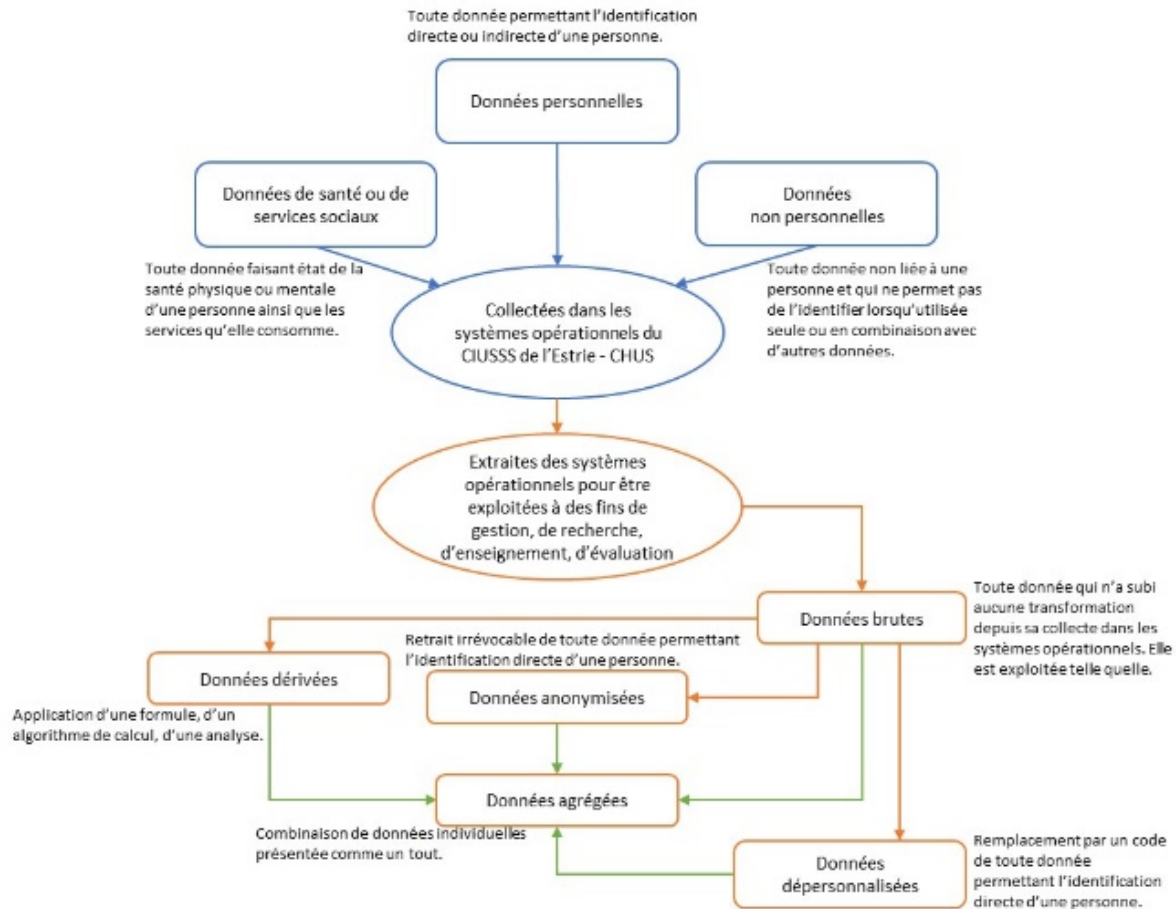 Toute donnée permettant l'identification
directe ou indirecte d'une personne.
Données personnelles
Données de santé ou de
services sociaux
Données
non personnelles
Toute donnée faisant état de la
santé physique ou mentale
d'une personne ainsi que les
services qu'elle consomme.
Collectées dans les
systèmes opérationnels du
CIUSSS de l'Estrie - CHUS
Toute donnée non liée à une
personne et qui ne permet pas
de l'identifier lorsqu'utilisée
seule ou en combinaison avec
d'autres données.
Extraites des systèmes
opérationnels pour être
exploitées à des fins de
gestion, de recherche,
d'enseignement, d'évaluation
Données brutes
Toute donnée qui n'a subi
aucune transformation
depuis sa collecte dans les
systèmes opérationnels. Elle
est exploitée telle quelle.
Retrait irrévocable de toute donnée permettant
l'identification directe d'une personne.
Données dérivées
Données anonymisées
Application d'une formule, d'un
algorithme de calcul, d'une analyse.
Données agrégées
Combinaison de données individuelles
présentée comme un tout.
Données
dépersonnalisées
Remplacement par un code
de toute donnée
permettant l'identification
directe d'une personne.